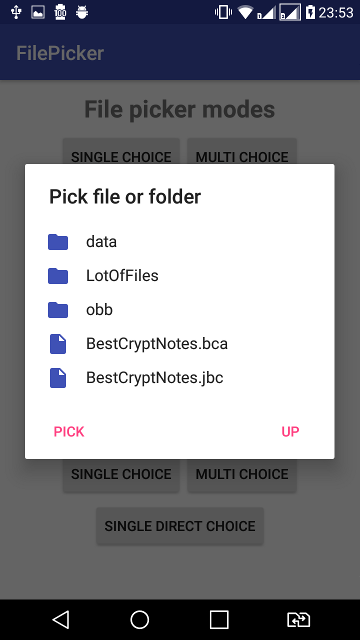 23:53
FilePicker
File picker modes
SINGLE CHOICE MULTI CHOICE
Pick file or folder
data
LotOfFiles
obb
BestCryptNotes.bca
BestCryptNotes.jbc
PICK UP
SINGLE CHOICE MULTI CHOICE
SINGLE DIRECT CHOICE